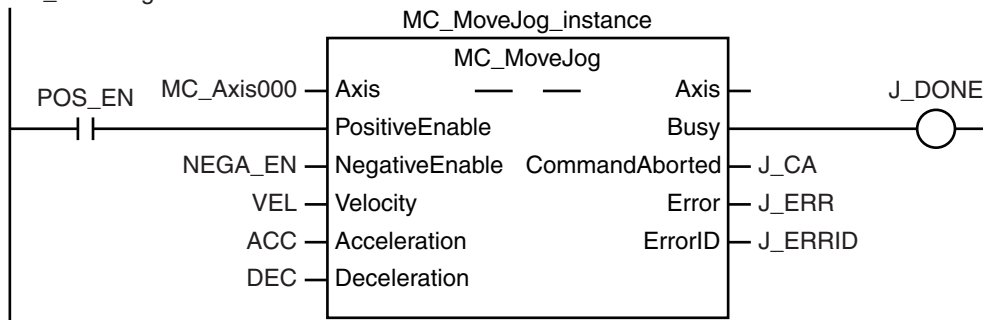 MC_MoveJog_instance
MC_MoveJog
POS_EN MC_Axis000 Axis Axis J_DONE
PositiveEnable Busy
NEGA_EN NegativeEnable CommandAborted J_CA
VEL Velocity Error J_ERR
ACC Acceleration ErrorID J_ERRID
DEC Deceleration